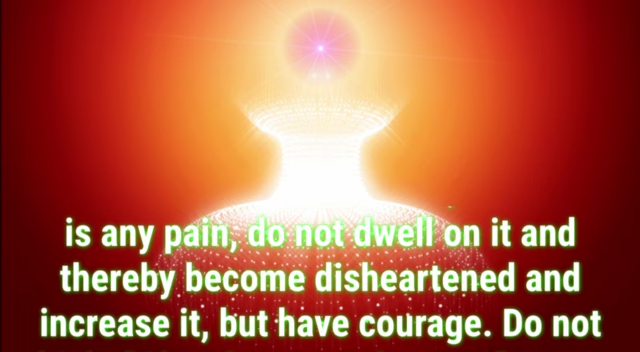 is any pain, do not dwell on it and
thereby become disheartened and
increase it, but have courage. Do not